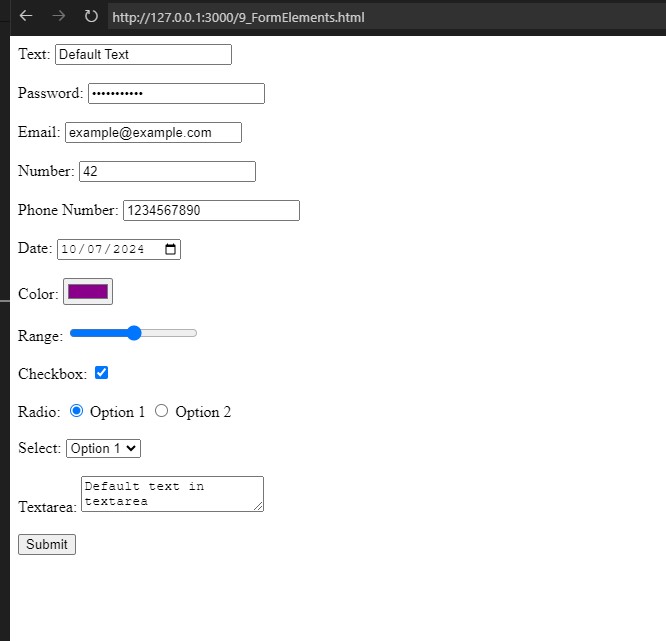 http://127.0.0.1:3000/9_FormElements.html
Text: Default Text
Password: •••••••••••
Email: example@example.com
Number: 42
Phone Number: 1234567890
Date: 10/07/2024
Color:
Range:
Checkbox:
Radio: Option 1 Option 2
Select: Option 1
Default text in
Textarea: textarea
Submit